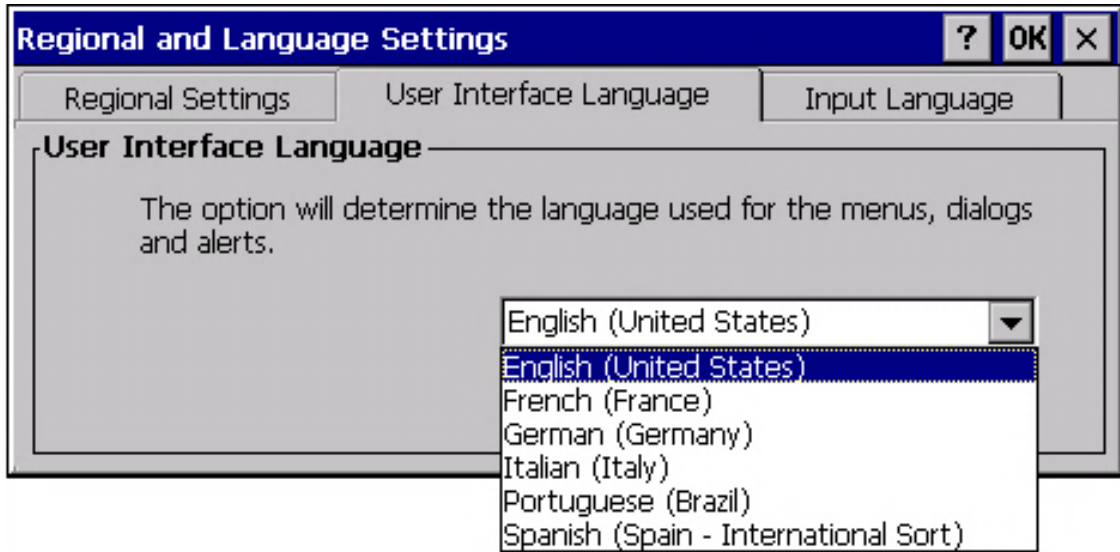 Regional and Language Settings ? OK ×
Regional Settings User Interface Language Input Language
User Interface Language
The option will determine the language used for the menus, dialogs
and alerts.
English (United States)
English (United States)
French (France)
German (Germany)
Italian (Italy)
Portuguese (Brazil)
Spanish (Spain - International Sort)